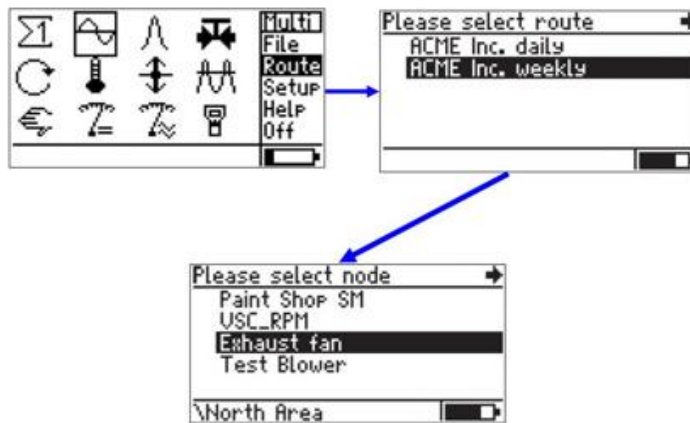 Σ1
Multi
File
Route
Setup
Help
Off
Please select route
ACME Inc. daily
ACME Inc. weekly
Please select node
Paint Shop SM
VSC_RPM
Exhaust fan
Test Blower
\North Area